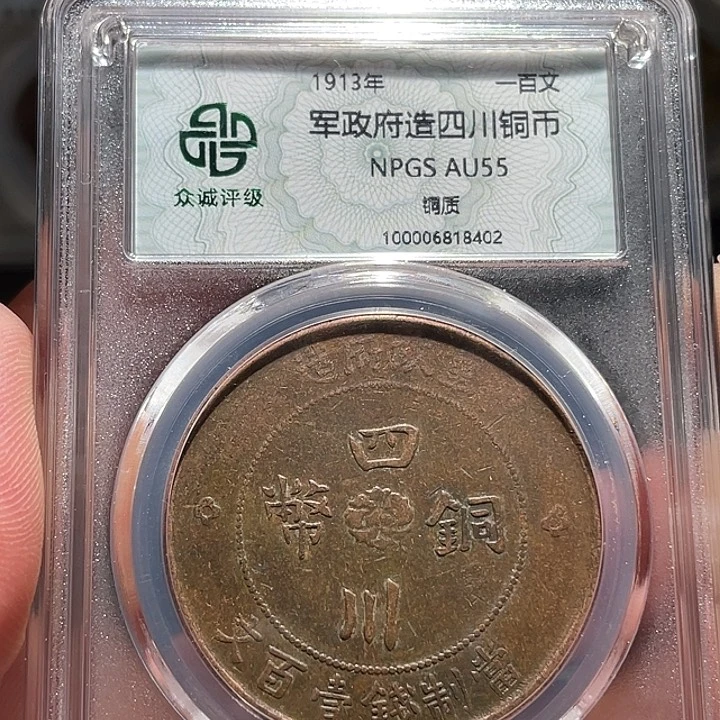 1913年 一百文
军政府造四川铜币
NPGS AU55
众诚评级
铜质
100006818402
造府政軍
四
幣 銅
川
文百壹錢制當